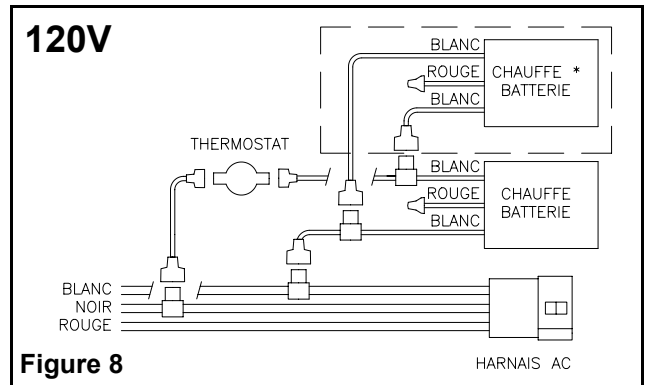 120V
BLANC
ROUGE
BLANC
CHAUFFE *
BATTERIE
THERMOSTAT
BLANC
ROUGE
BLANC
CHAUFFE
BATTERIE
BLANC
NOIR
ROUGE
HARNAIS AC
Figure 8